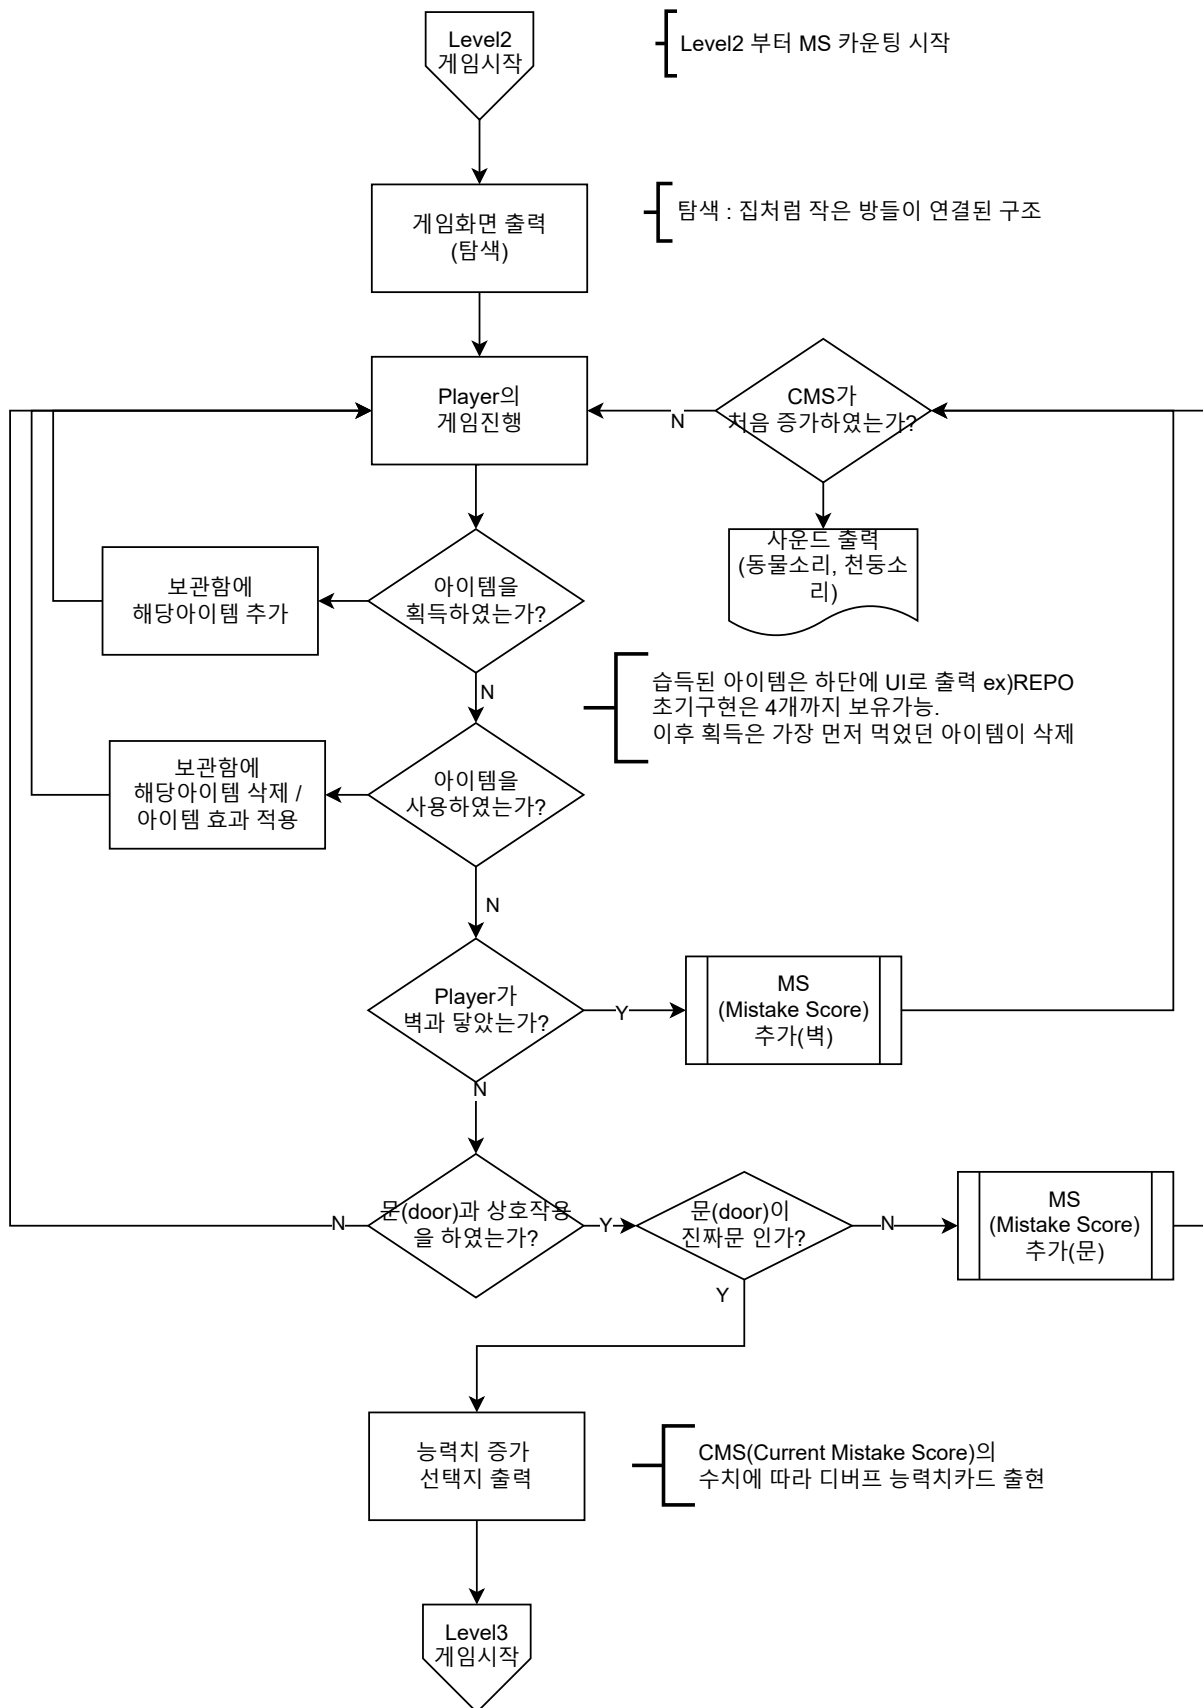 Level2
게임시작
Level2 부터 MS 카운팅 시작
게임화면 출력
(탐색)
탐색 : 집처럼 작은 방들이 연결된 구조
Player의
게임진행
CMS가
처음 증가하였는가?
N
사운드 출력
(동물소리, 천둥소
리)
아이템을
획득하였는가?
보관함에
해당아이템 추가
N
습득된 아이템은 하단에 UI로 출력 ex)REPO
초기구현은 4개까지 보유가능.
이후 획득은 가장 먼저 먹었던 아이템이 삭제
아이템을
사용하였는가?
보관함에
해당아이템 삭제 /
아이템 효과 적용
N
Player가
벽과 닿았는가?
Y
MS
(Mistake Score)
추가(벽)
N
문(door)과 상호작용
을 하였는가?
N
Y
문(door)이
진짜문 인가?
N
MS
(Mistake Score)
추가(문)
Y
능력치 증가
선택지 출력
CMS(Current Mistake Score)의
수치에 따라 디버프 능력치카드 출현
Level3
게임시작